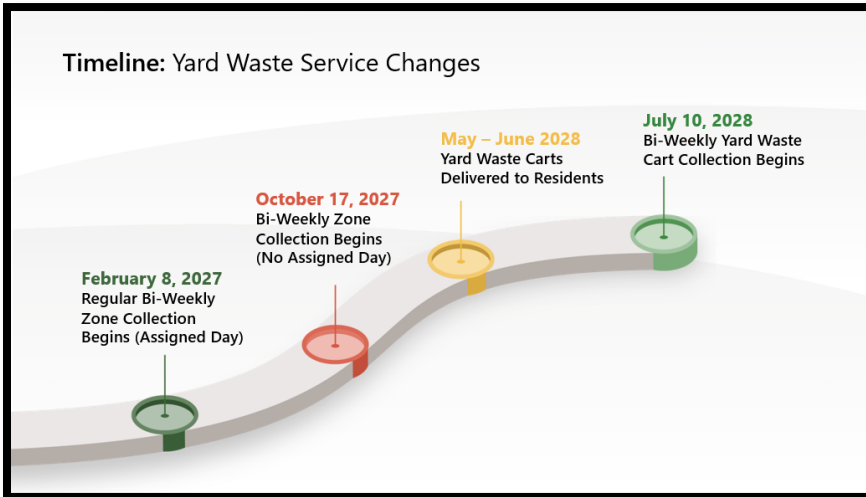 Timeline: Yard Waste Service Changes
February 8, 2027
Regular Bi-Weekly
Zone Collection
Begins (Assigned Day)
October 17, 2027
Bi-Weekly Zone
Collection Begins
(No Assigned Day)
May – June 2028
Yard Waste Carts
Delivered to Residents
July 10, 2028
Bi-Weekly Yard Waste
Cart Collection Begins